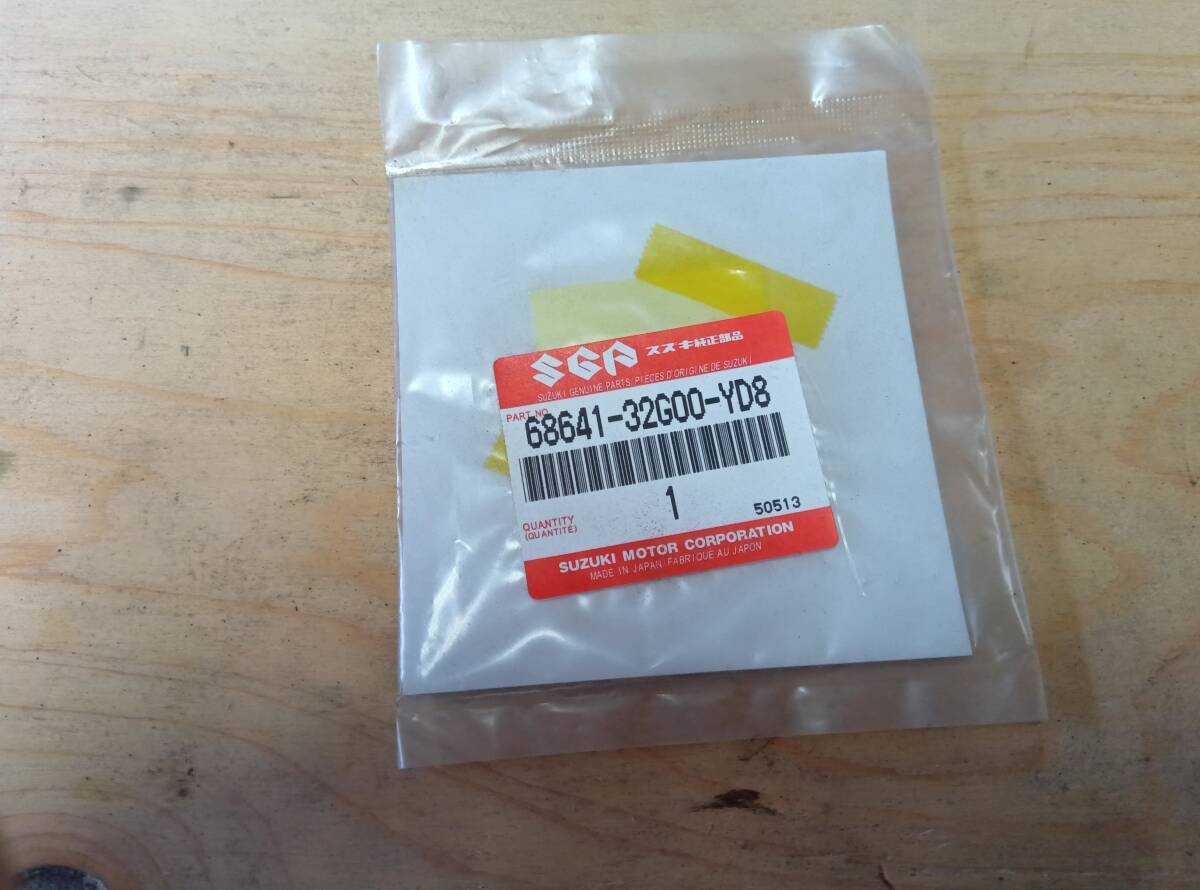 SGP スズキ純正部品
SUZUKI GENUINE PARTS/PIÈCES D'ORIGINE DE SUZUKI
PART NO.
68641-32G00-YD8
QUANTITY 1 50513
(QUANTITÉ)
SUZUKI MOTOR CORPORATION
MADE IN JAPAN/FABRIQUÉ AU JAPON